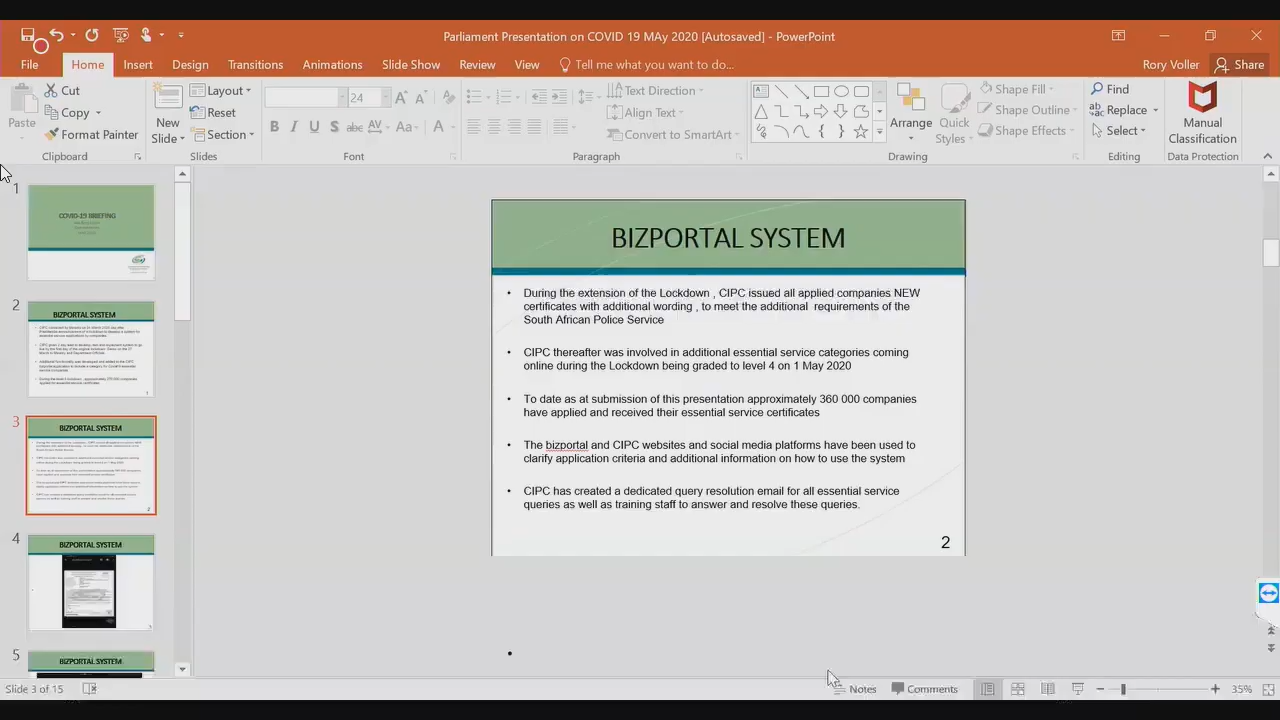 Parliament Presentation on COVID 19 MAy 2020 [Autosaved] - PowerPoint
File Home Insert Design Transitions Animations Slide Show Review View Tell me what you want to do... Rory Voller Share
Paste
Cut
Copy
Format Painter
Clipboard
New Slide
Layout
Reset
Section
Slides
24
Font
Text Direction
Align Text
Convert to SmartArt
Paragraph
Arrange
Quick Styles
Shape Fill
Shape Outline
Shape Effects
Drawing
Find
Replace
Select
Editing
Manual Classification
Data Protection
1
COVID-19 BRIEFING
2
BIZPORTAL SYSTEM
3
BIZPORTAL SYSTEM
2
4
BIZPORTAL SYSTEM
5
BIZPORTAL SYSTEM
BIZPORTAL SYSTEM
• During the extension of the Lockdown , CIPC issued all applied companies NEW
certificates with additional wording , to meet the additional requirements of the
South African Police Service
• CIPC thereafter was involved in additional essential service categories coming
online during the Lockdown being graded to level 4 on 1 May 2020
• To date as at submission of this presentation approximately 360 000 companies
have applied and received their essential service certificates
• The bizportal and CIPC websites and social media platforms have been used to
clarify application criteria and additional information on how to use the system
• CIPC has created a dedicated query resolution email for all essential service
queries as well as training staff to answer and resolve these queries.
2
•
Slide 3 of 15
Notes Comments 35%